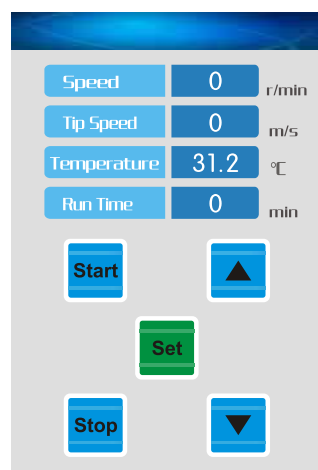 Speed 0 r/min
Tip Speed 0 m/s
Temperature 31.2 ℃
Run Time 0 min
Start ▲
Set
Stop ▼